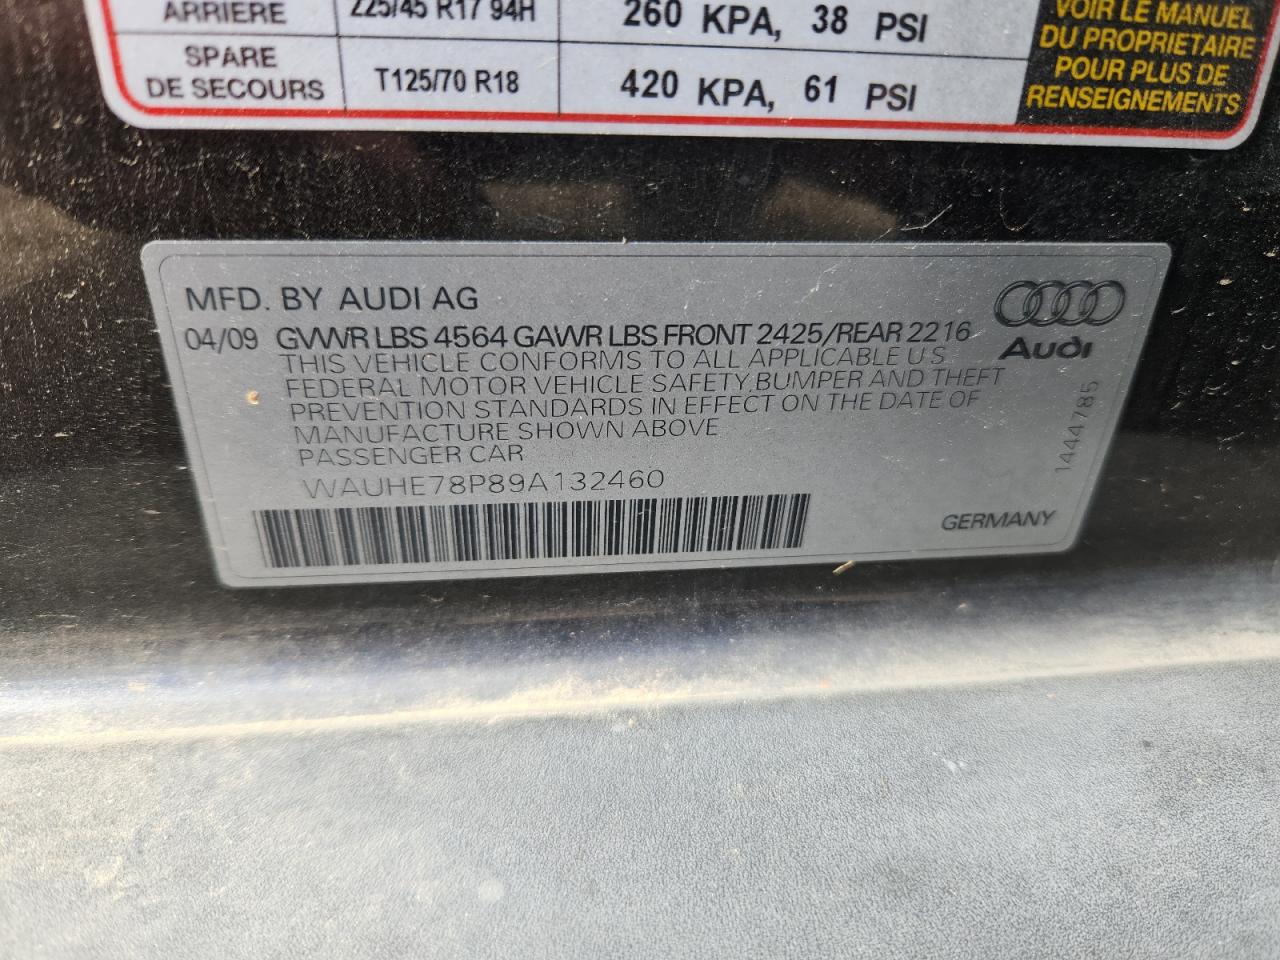 ARRIÈRE 225/45 R17 94H 260 KPA, 38 PSI
SPARE
DE SECOURS T125/70 R18 420 KPA, 61 PSI
VOIR LE MANUEL
DU PROPRIETAIRE
POUR PLUS DE
RENSEIGNEMENTS
MFD. BY AUDI AG
04/09 GVWR LBS 4564 GAWR LBS FRONT 2425/REAR 2216
THIS VEHICLE CONFORMS TO ALL APPLICABLE U S
FEDERAL MOTOR VEHICLE SAFETY, BUMPER AND THEFT
PREVENTION STANDARDS IN EFFECT ON THE DATE OF
MANUFACTURE SHOWN ABOVE
PASSENGER CAR
WAUHE78P89A132460
Audi
1444785
GERMANY